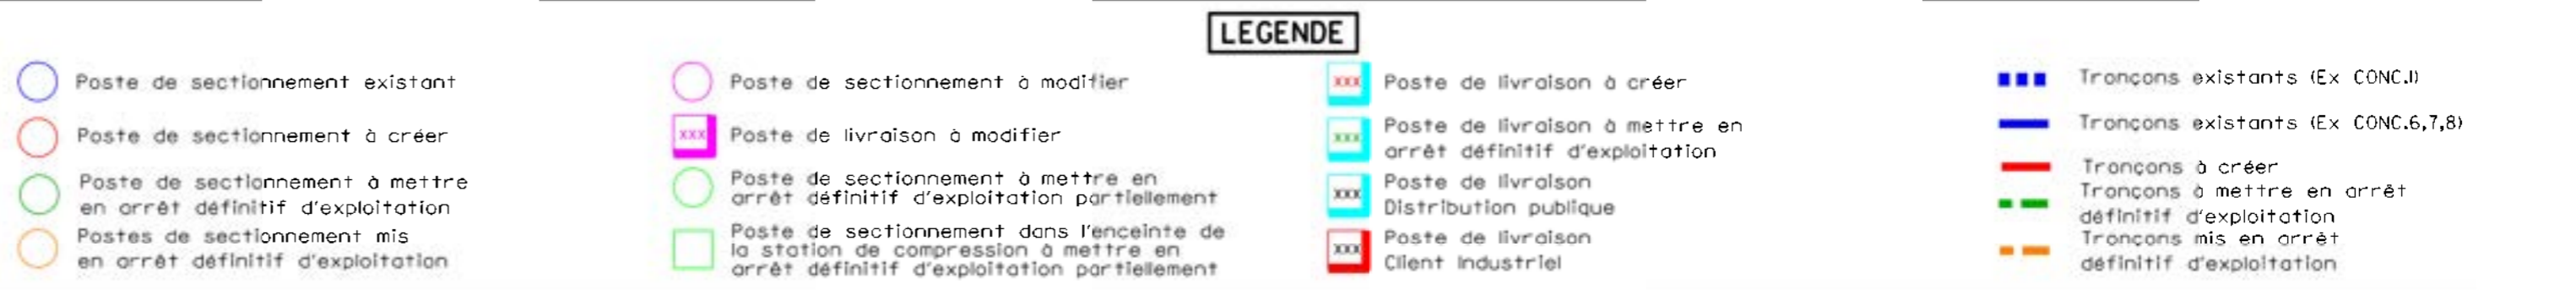 LEGENDE
Poste de sectionnement existant
Poste de sectionnement à créer
Poste de sectionnement à mettre
en arrêt définitif d'exploitation
Postes de sectionnement mis
en arrêt définitif d'exploitation
Poste de sectionnement à modifier
xxx Poste de livraison à modifier
Poste de sectionnement à mettre en
arrêt définitif d'exploitation partiellement
Poste de sectionnement dans l'enceinte de
la station de compression à mettre en
arrêt définitif d'exploitation partiellement
xxx Poste de livraison à créer
xxx Poste de livraison à mettre en
arrêt définitif d'exploitation
xxx Poste de livraison
Distribution publique
xxx Poste de livraison
Client Industriel
Tronçons existants (Ex CONC.1)
Tronçons existants (Ex CONC.6,7,8)
Tronçons à créer
Tronçons à mettre en arrêt
définitif d'exploitation
Tronçons mis en arrêt
définitif d'exploitation